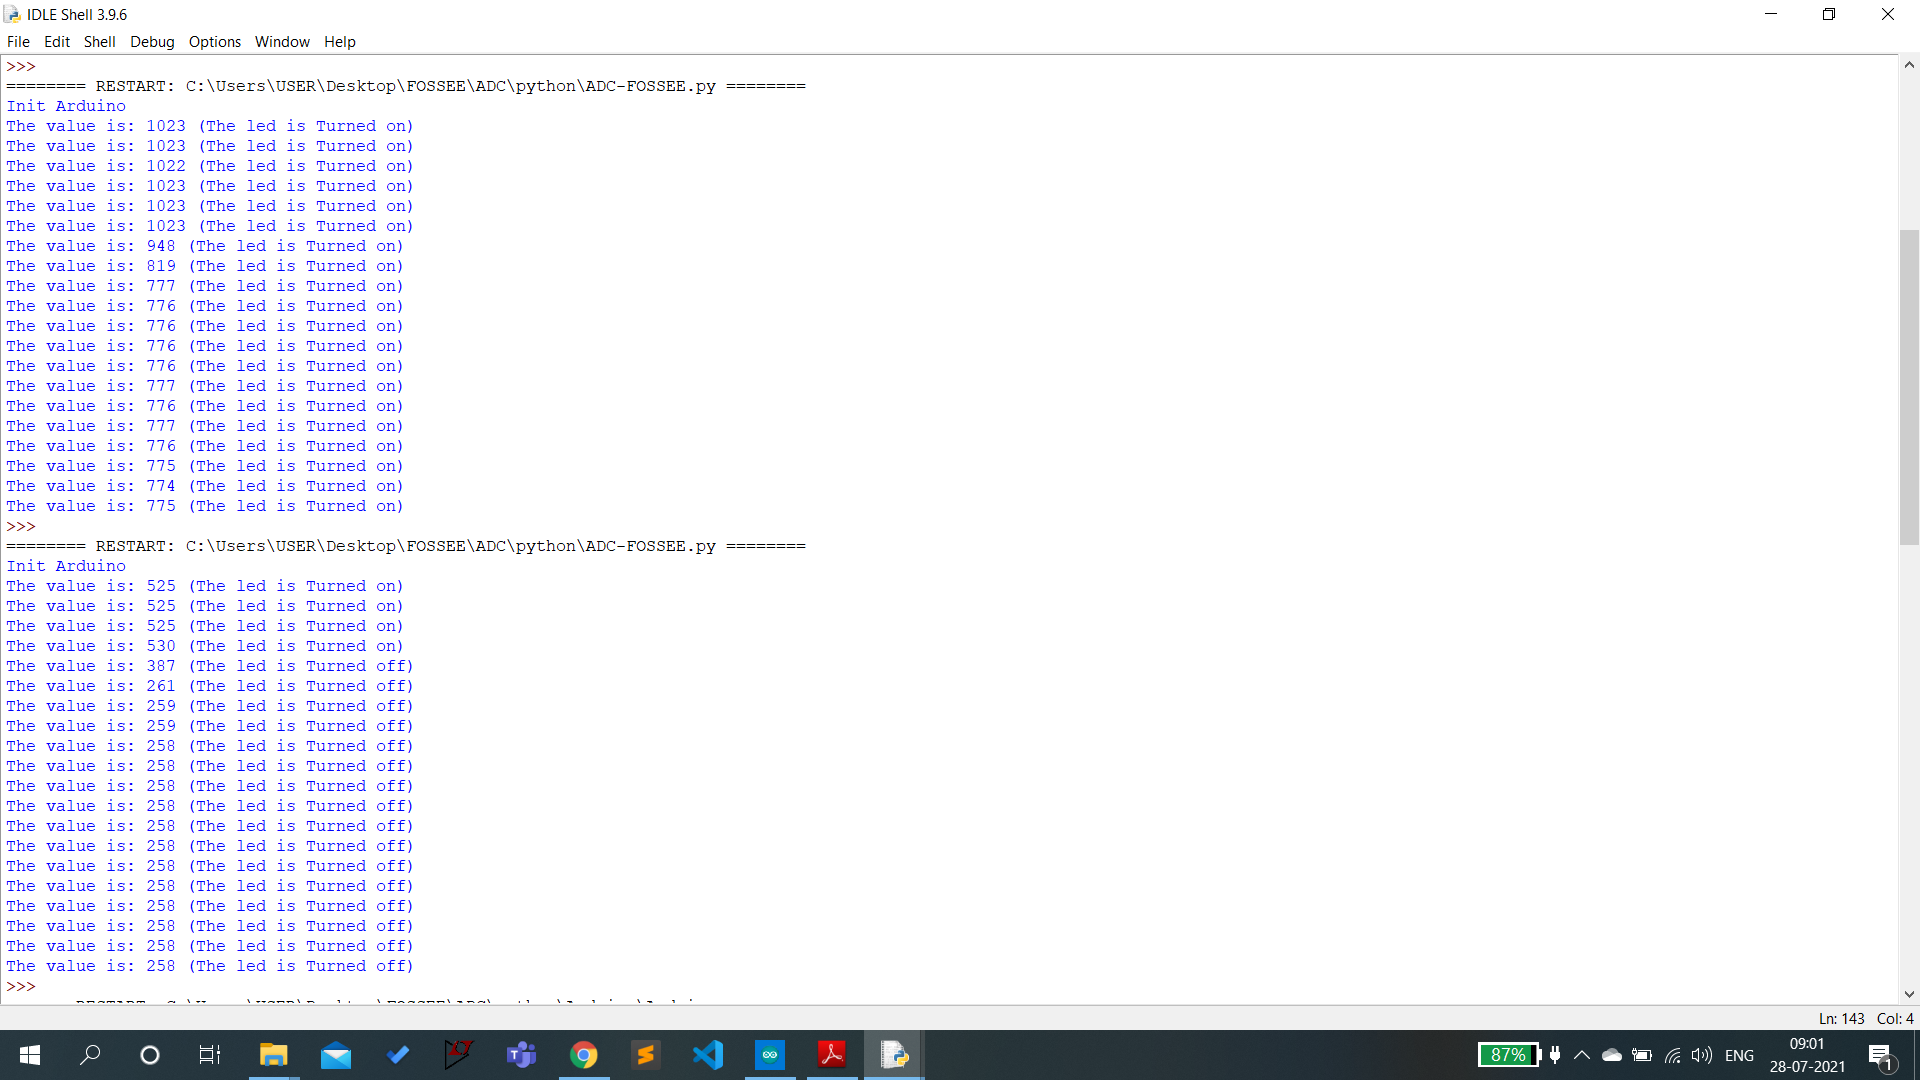 IDLE Shell 3.9.6
File Edit Shell Debug Options Window Help
>>>
======== RESTART: C:\Users\USER\Desktop\FOSSEE\ADC\python\ADC-FOSSEE.py ========
Init Arduino
The value is: 1023 (The led is Turned on)
The value is: 1023 (The led is Turned on)
The value is: 1022 (The led is Turned on)
The value is: 1023 (The led is Turned on)
The value is: 1023 (The led is Turned on)
The value is: 1023 (The led is Turned on)
The value is: 948 (The led is Turned on)
The value is: 819 (The led is Turned on)
The value is: 777 (The led is Turned on)
The value is: 776 (The led is Turned on)
The value is: 776 (The led is Turned on)
The value is: 776 (The led is Turned on)
The value is: 776 (The led is Turned on)
The value is: 777 (The led is Turned on)
The value is: 776 (The led is Turned on)
The value is: 777 (The led is Turned on)
The value is: 776 (The led is Turned on)
The value is: 775 (The led is Turned on)
The value is: 774 (The led is Turned on)
The value is: 775 (The led is Turned on)
>>>
======== RESTART: C:\Users\USER\Desktop\FOSSEE\ADC\python\ADC-FOSSEE.py ========
Init Arduino
The value is: 525 (The led is Turned on)
The value is: 525 (The led is Turned on)
The value is: 525 (The led is Turned on)
The value is: 530 (The led is Turned on)
The value is: 387 (The led is Turned off)
The value is: 261 (The led is Turned off)
The value is: 259 (The led is Turned off)
The value is: 259 (The led is Turned off)
The value is: 258 (The led is Turned off)
The value is: 258 (The led is Turned off)
The value is: 258 (The led is Turned off)
The value is: 258 (The led is Turned off)
The value is: 258 (The led is Turned off)
The value is: 258 (The led is Turned off)
The value is: 258 (The led is Turned off)
The value is: 258 (The led is Turned off)
The value is: 258 (The led is Turned off)
The value is: 258 (The led is Turned off)
The value is: 258 (The led is Turned off)
The value is: 258 (The led is Turned off)
>>>
Ln: 143 Col: 4
87% ENG 09:01
28-07-2021 1